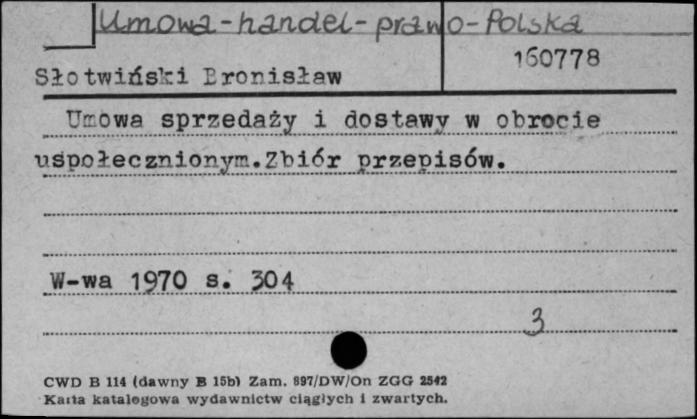 Umowa-handel-prawo-Polska
160778
Słotwiński Bronisław
Umowa sprzedaży i dostawy w obrocie
uspołecznionym.Zbiór przepisów.
W-wa 1970 s. 304
3
CWD B 114 (dawny B 15b) Zam. 897/DW/On ZGG 2542
Karta katalogowa wydawnictw ciągłych i zwartych.